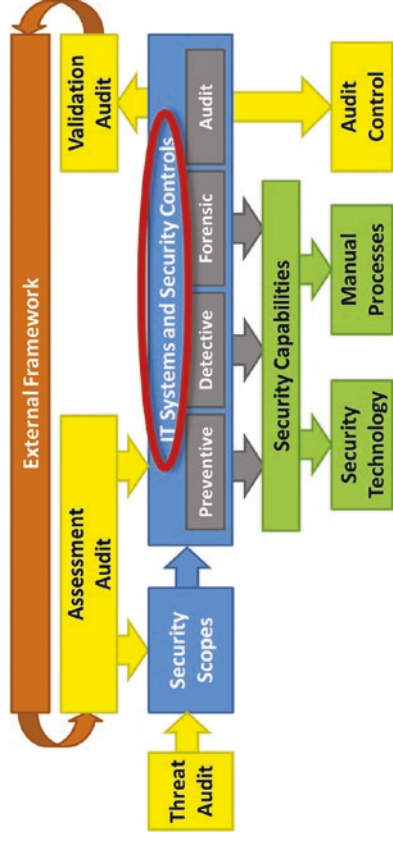 External Framework
Assessment
Audit
Validation
Audit
Threat
Audit
Security
Scopes
IT Systems and Security Controls
Preventive
Detective
Forensic
Audit
Security Capabilities
Security
Technology
Manual
Processes
Audit
Control